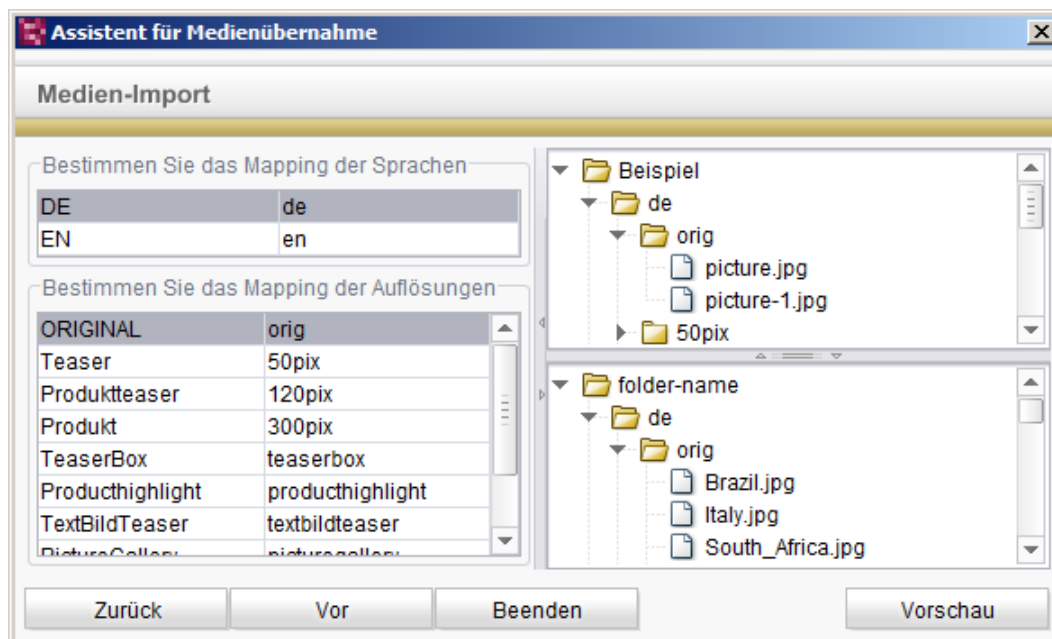 Assistent für Medienübernahme
Medien-Import
Bestimmen Sie das Mapping der Sprachen
DE de
EN en
Bestimmen Sie das Mapping der Auflösungen
ORIGINAL orig
Teaser 50pix
Produktteaser 120pix
Produkt 300pix
TeaserBox teaserbox
Producthighlight producthighlight
TextBildTeaser textbildteaser
PictureGallery picturegallery
Beispiel
de
orig
picture.jpg
picture-1.jpg
50pix
folder-name
de
orig
Brazil.jpg
Italy.jpg
South_Africa.jpg
Zurück Vor Beenden Vorschau